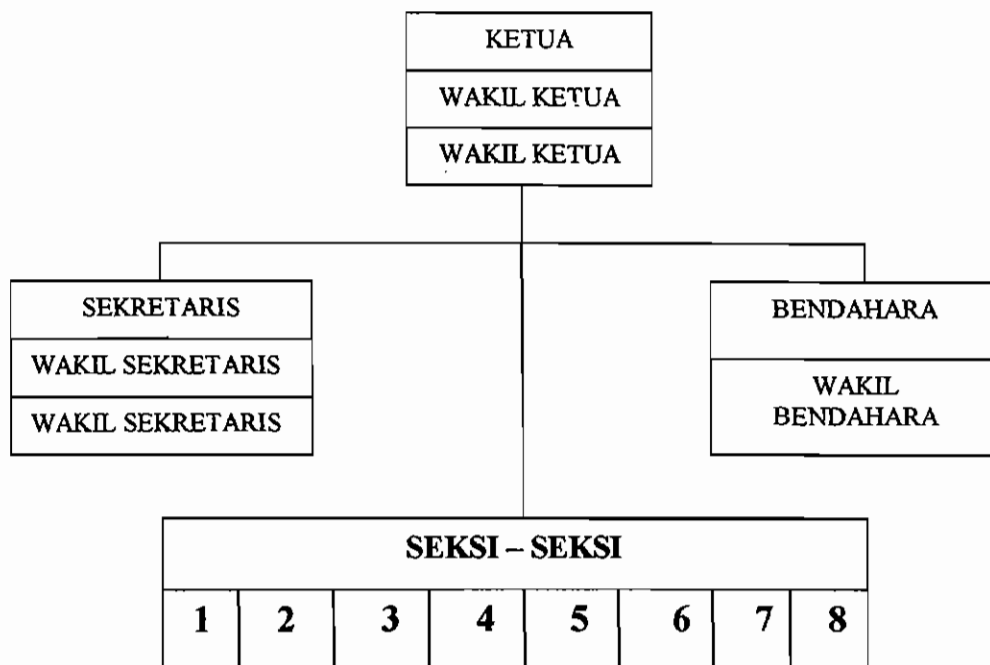 KETUA
WAKIL KETUA
WAKIL KETUA
SEKRETARIS
WAKIL SEKRETARIS
WAKIL SEKRETARIS
BENDAHARA
WAKIL
BENDAHARA
SEKSI – SEKSI
1 2 3 4 5 6 7 8